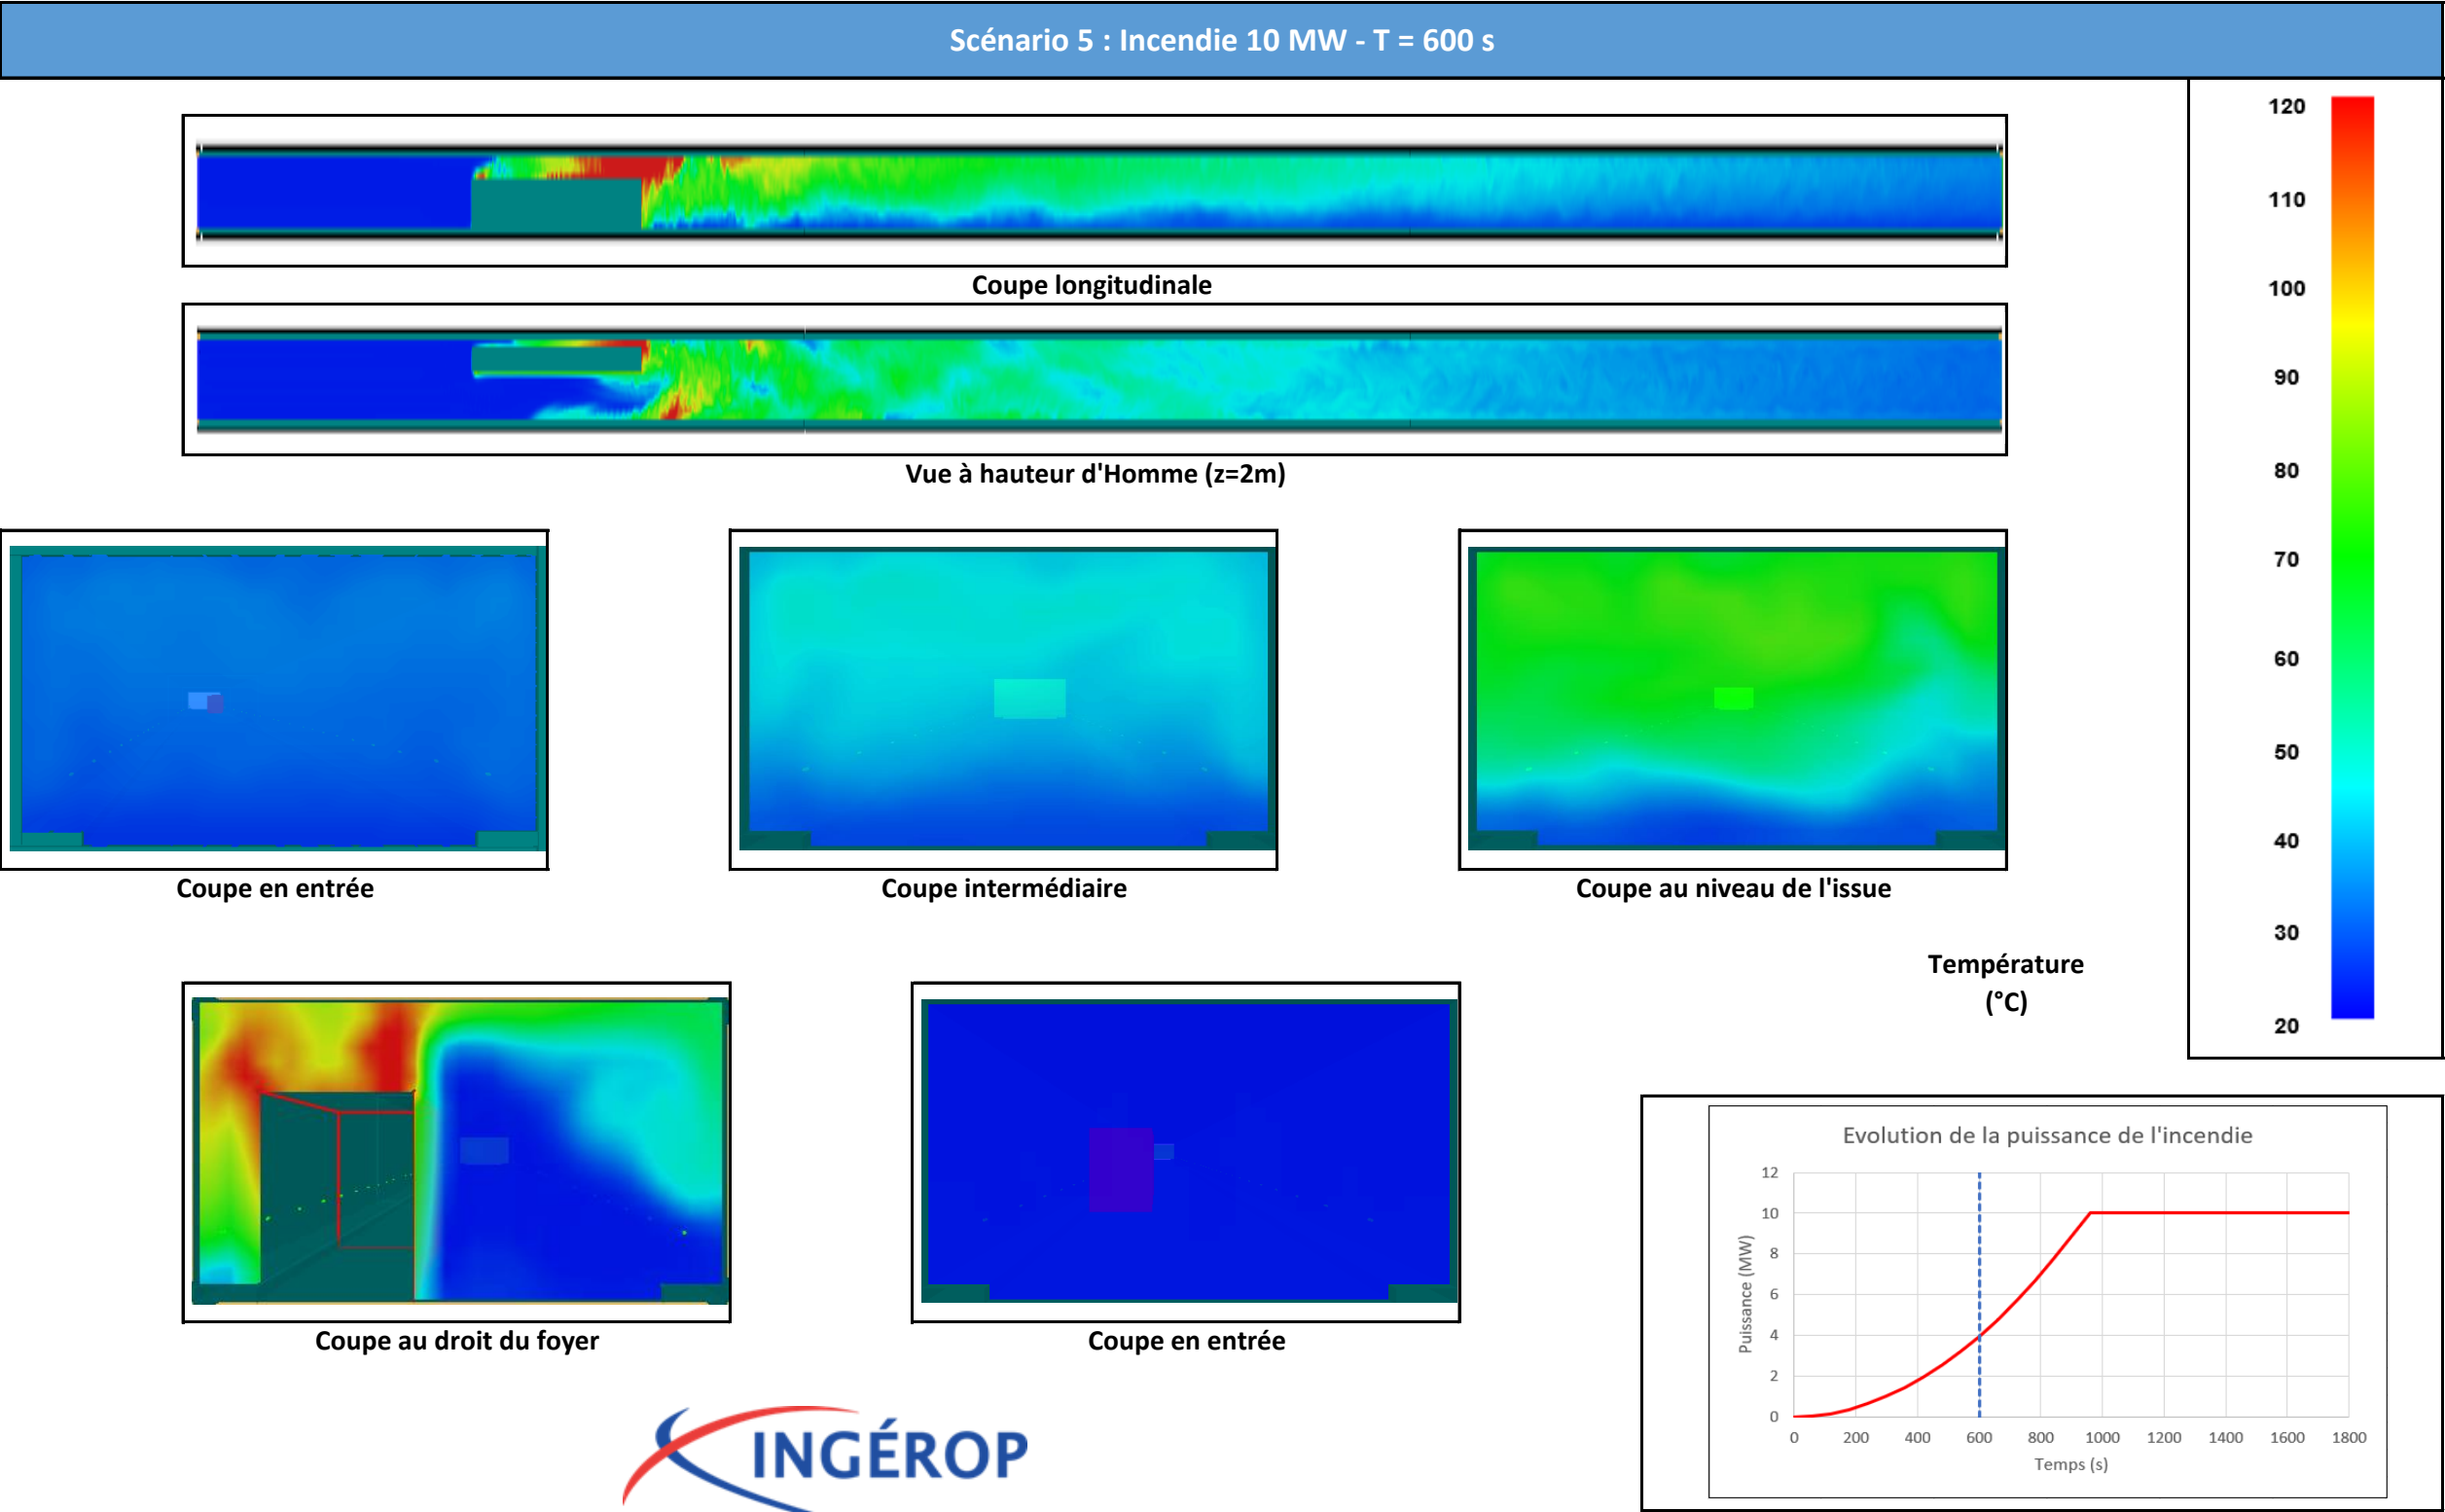 Scénario 5 : Incendie 10 MW - T = 600 s
Coupe longitudinale
Vue à hauteur d'Homme (z=2m)
Coupe en entrée
Coupe intermédiaire
Coupe au niveau de l'issue
Coupe au droit du foyer
Coupe en entrée
Température
(°C)
120
110
100
90
80
70
60
50
40
30
20
Evolution de la puissance de l'incendie
Puissance (MW)
12
10
8
6
4
2
0
0 200 400 600 800 1000 1200 1400 1600 1800
Temps (s)
INGÉROP